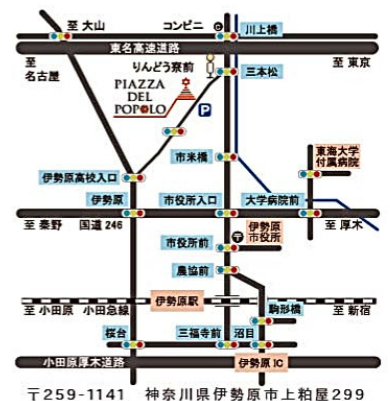 至 大山
コンビニ
川上橋
東名高速道路
至
名古屋
りんどう寮前
三本松
至 東京
PIAZZA
DEL
POPOLO
P
東海大学
付属病院
市米橋
伊勢原高校入口
伊勢原
市役所入口
大学病院前
至 秦野 国道 246
伊勢原
市役所
至 厚木
市役所前
〒
農協前
伊勢原駅
駒形橋
至 小田原 小田急線
至 新宿
桜台
三福寺前
沼目
小田原厚木道路
伊勢原 IC
〒259-1141 神奈川県伊勢原市上粕屋299